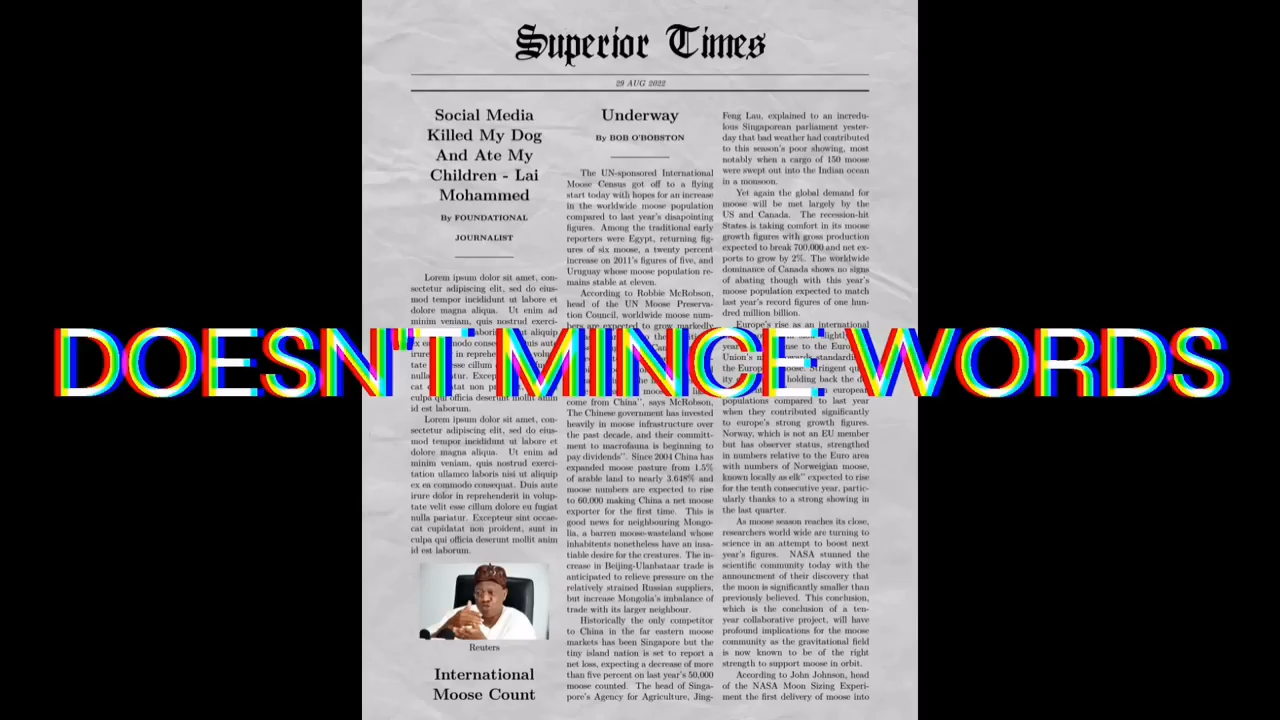 Superior Times
29 AUG 2022
Social Media
Killed My Dog
And Ate My
Children - Lai
Mohammed
By FOUNDATIONAL
JOURNALIST
Lorem ipsum dolor sit amet, con-
sectetur adipiscing elit, sed do eius-
mod tempor incididunt ut labore et
dolore magna aliqua. Ut enim ad
minim veniam, quis nostrud exerci-
aliquip
aute
irure
tate
nulla
cat
culpa qui officia deserunt mollit anim
id est laborum.
Lorem ipsum dolor sit amet, con-
sectetur adipiscing elit, sed do eius-
mod tempor incididunt ut labore et
dolore magna aliqua. Ut enim ad
minim veniam, quis nostrud exerci-
tation ullamco laboris nisi ut aliquip
ex ea commodo consequat. Duis aute
irure dolor in reprehenderit in volup-
tate velit esse cillum dolore eu fugiat
nulla pariatur. Excepteur sint occae-
cat cupidatat non proident, sunt in
culpa qui officia deserunt mollit anim
id est laborum.
Reuters
International
Moose Count
Underway
By BOB O'BOBSTON
The UN-sponsored International
Moose Census got off to a flying
start today with hopes for an increase
in the worldwide moose population
compared to last year's disapointing
figures. Among the traditional early
reporters were Egypt, returning fig-
ures of six moose, a twenty percent
increase on 2011's figures of five, and
Uruguay whose moose population re-
mains stable at eleven.
According to Robbie McRobson,
head of the UN Moose Preserva-
tion Council, worldwide moose num-
bers are expected to grow markedly
come from China", says McRobson.
The Chinese government has invested
heavily in moose infrastructure over
the past decade, and their committ-
ment to macrofauna is beginning to
pay dividends". Since 2004 China has
expanded moose pasture from 1.5%
of arable land to nearly 3.648% and
moose numbers are expected to rise
to 60,000 making China a net moose
exporter for the first time. This is
good news for neighbouring Mongo-
lia, a barren moose-wasteland whose
inhabitants nonetheless have an insa-
tiable desire for the creatures. The in-
crease in Beijing-Ulanbataar trade is
anticipated to relieve pressure on the
relatively strained Russian suppliers,
but increase Mongolia's imbalance of
trade with its larger neighbour.
Historically the only competitor
to China in the far eastern moose
markets has been Singapore but the
tiny island nation is set to report a
net loss, expecting a decrease of more
than five percent on last year's 50,000
moose counted. The head of Singa-
pore's Agency for Agriculture, Jing-
Feng Lau, explained to an incredu-
lous Singaporean parliament yester-
day that bad weather had contributed
to this season's poor showing, most
notably when a cargo of 150 moose
were swept out into the Indian ocean
in a monsoon.
Yet again the global demand for
moose will be met largely by the
US and Canada. The recession-hit
States is taking comfort in its moose
growth figures with gross production
expected to break 700,000 and net ex-
ports to grow by 2%. The worldwide
dominance of Canada shows no signs
of abating though with this year's
moose population expected to match
last year's record figures of one hun-
dred million billion.
Europe's rise as an international
holding back the
populations compared to last year
when they contributed significantly
to europe's strong growth figures.
Norway, which is not an EU member
but has observer status, strengthed
in numbers relative to the Euro area
with numbers of Norweigian moose,
known locally as elk" expected to rise
for the tenth consecutive year, partic-
ularly thanks to a strong showing in
the last quarter.
As moose season reaches its close,
researchers world wide are turning to
science in an attempt to boost next
year's figures. NASA stunned the
scientific community today with the
announcement of their discovery that
the moon is significantly smaller than
previously believed. This conclusion,
which is the conclusion of a ten-
year collaborative project, will have
profound implications for the moose
community as the gravitational field
is now known to be of the right
strength to support moose in orbit.
According to John Johnson, head
of the NASA Moon Sizing Experi-
ment the first delivery of moose into
DOESN'T MINCE WORDS